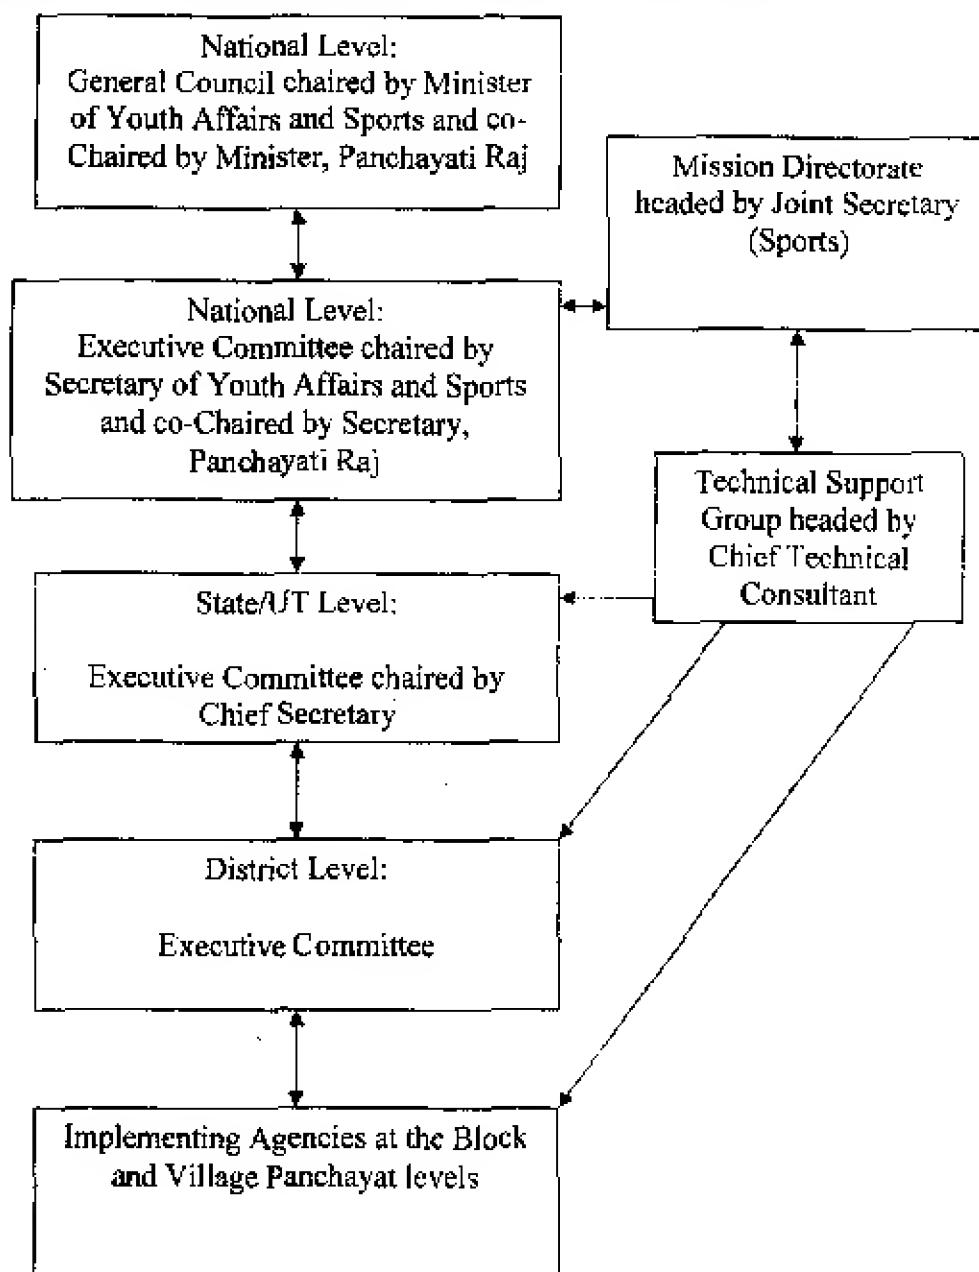 National Level:
General Council chaired by Minister
of Youth Affairs and Sports and co-
Chaired by Minister, Panchayati Raj
Mission Directorate
headed by Joint Secretary
(Sports)
National Level:
Executive Committee chaired by
Secretary of Youth Affairs and Sports
and co-Chaired by Secretary,
Panchayati Raj
Technical Support
Group headed by
Chief Technical
Consultant
State/UT Level:
Executive Committee chaired by
Chief Secretary
District Level:
Executive Committee
Implementing Agencies at the Block
and Village Panchayat levels